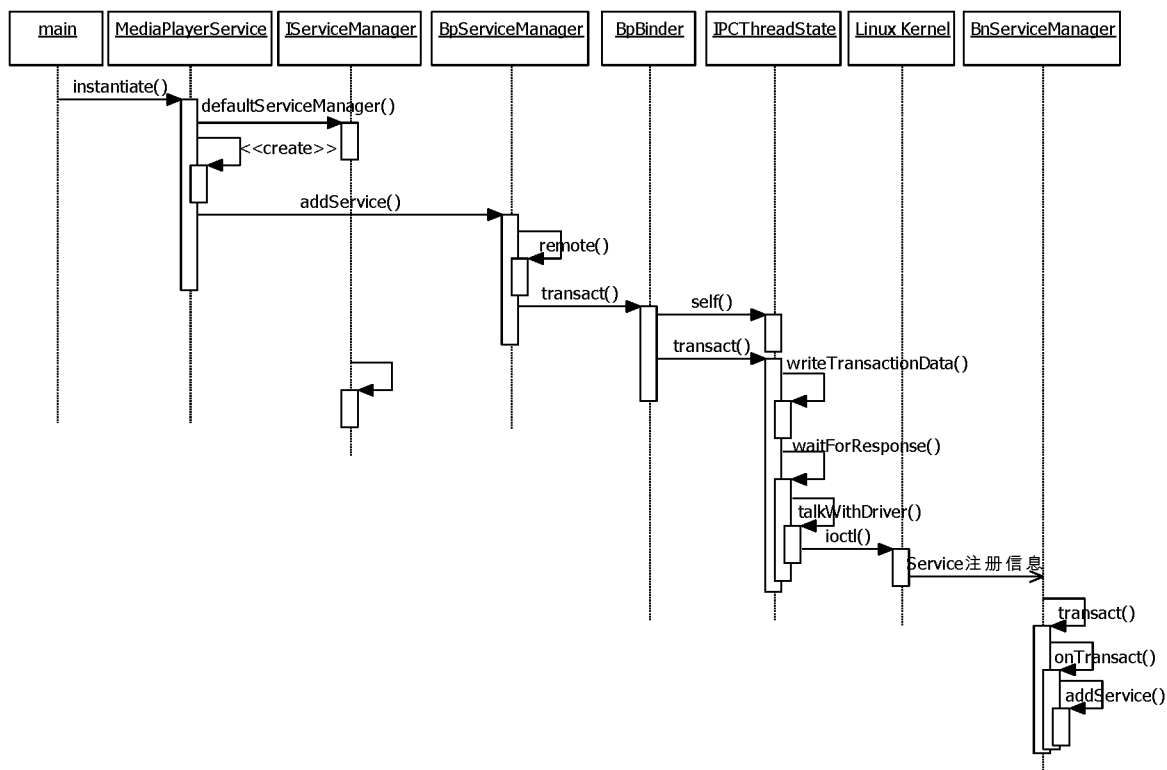 main
MediaPlayerService
IServiceManager
BpServiceManager
BpBinder
IPCThreadState
Linux Kernel
BnServiceManager
instantiate()
defaultServiceManager()
<<create>>
addService()
remote()
transact()
self()
transact()
writeTransactionData()
waitForResponse()
talkWithDriver()
ioctl()
Service注册信息
transact()
onTransact()
addService()